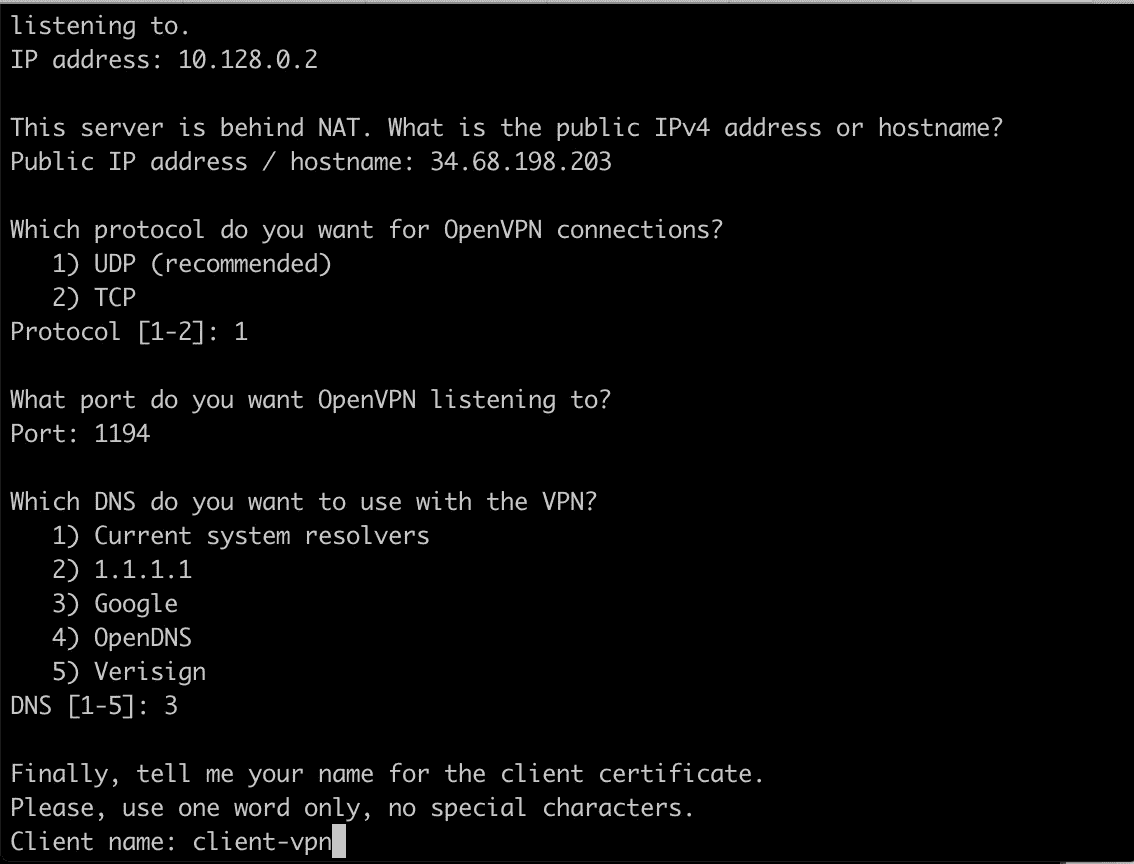 listening to.
IP address: 10.128.0.2
This server is behind NAT. What is the public IPv4 address or hostname?
Public IP address / hostname: 34.68.198.203
Which protocol do you want for OpenVPN connections?
1) UDP (recommended)
2) TCP
Protocol [1-2]: 1
What port do you want OpenVPN listening to?
Port: 1194
Which DNS do you want to use with the VPN?
1) Current system resolvers
2) 1.1.1.1
3) Google
4) OpenDNS
5) Verisign
DNS [1-5]: 3
Finally, tell me your name for the client certificate.
Please, use one word only, no special characters.
Client name: client-vpn